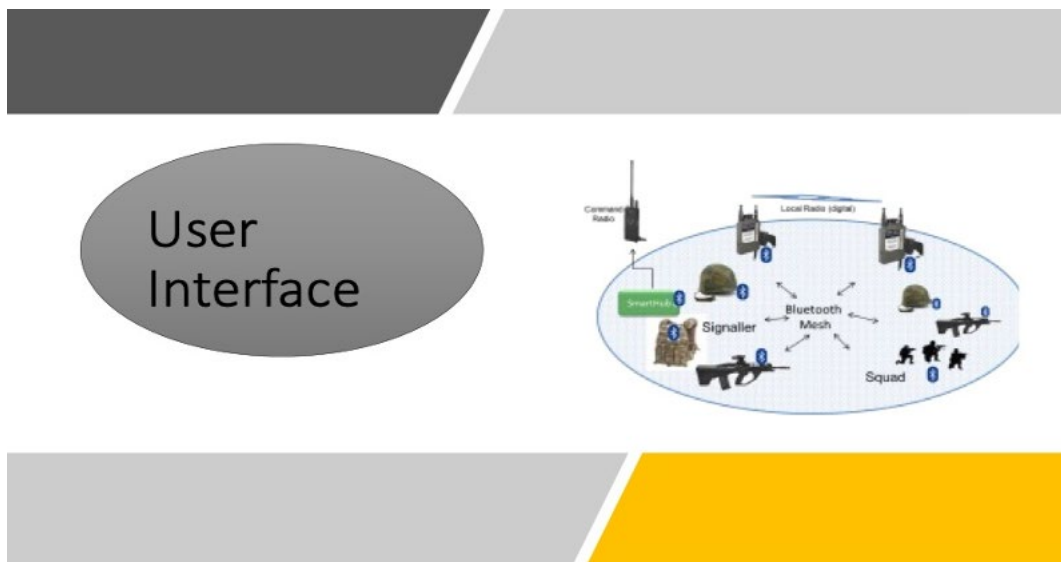 User
Interface
Command
Radio
Local Radio (digital)
SmartHub
Signaller
Bluetooth
Mesh
Squad